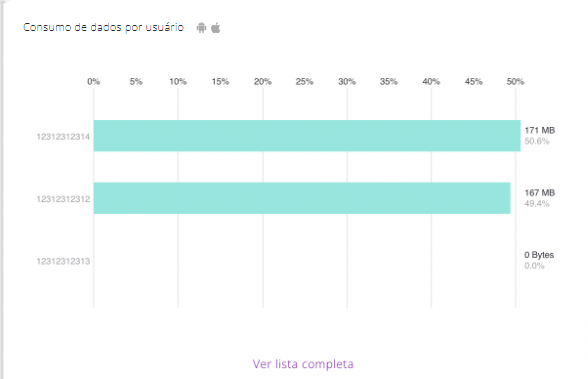 Consumo de dados por usuário
0% 5% 10% 15% 20% 25% 30% 35% 40% 45% 50%
12312312314
171 MB
50.6%
12312312312
167 MB
49.4%
12312312313
0 Bytes
0.0%
Ver lista completa